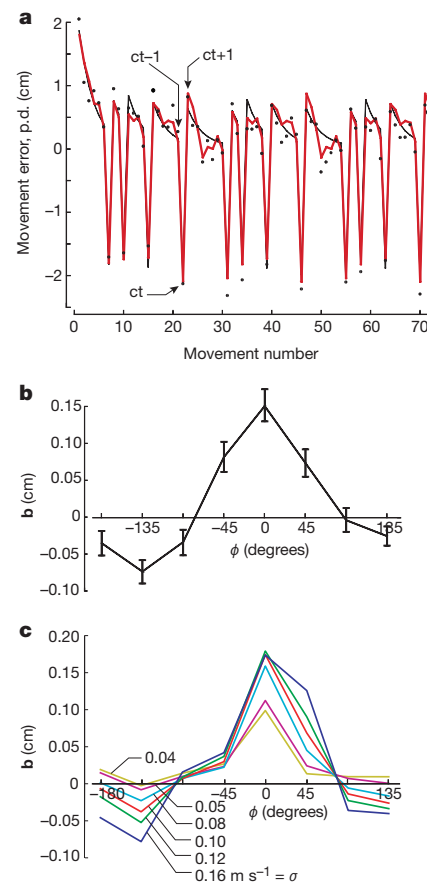 a
ct–1
ct+1
Movement error, p.d. (cm)
2
1
0
–1
–2
ct
0 10 20 30 40 50 60 70
Movement number
b
b (cm)
0.15
0.10
0.05
0
–0.05
–0.10
–135 –45 0 45 135
ϕ (degrees)
c
b (cm)
0.20
0.15
0.10
0.05
0
–0.05
–0.10
0.04
–180 –45 0 45 135
ϕ (degrees)
0.05
0.08
0.10
0.12
0.16 m s⁻¹ = σ